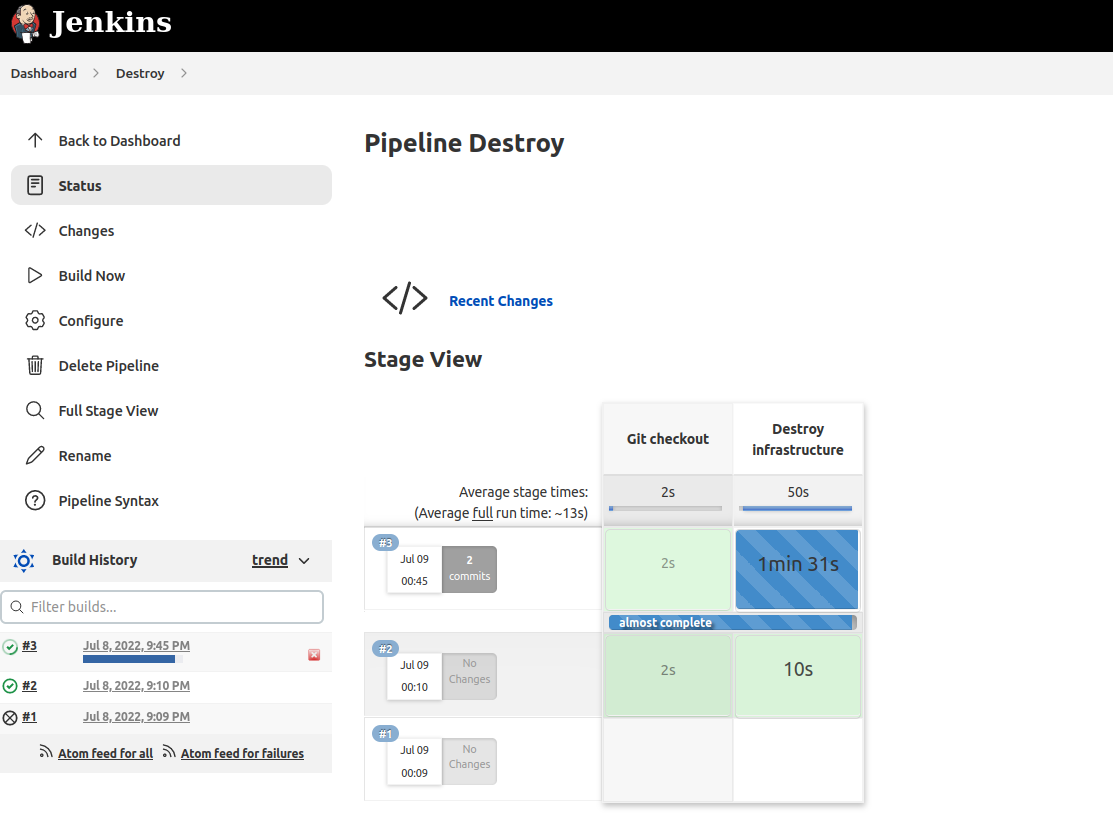 Jenkins
Dashboard
Destroy
Back to Dashboard
Status
Changes
Build Now
Configure
Delete Pipeline
Full Stage View
Rename
Pipeline Syntax
Build History
trend
Filter builds...
#3
Jul 8, 2022, 9:45 PM
#2
Jul 8, 2022, 9:10 PM
#1
Jul 8, 2022, 9:09 PM
Atom feed for all
Atom feed for failures
Pipeline Destroy
Recent Changes
Stage View
Git checkout
Destroy
infrastructure
Average stage times:
(Average full run time: ~13s)
2s
50s
#3
Jul 09
00:45
2
commits
2s
1min 31s
almost complete
#2
Jul 09
00:10
No
Changes
2s
10s
#1
Jul 09
00:09
No
Changes